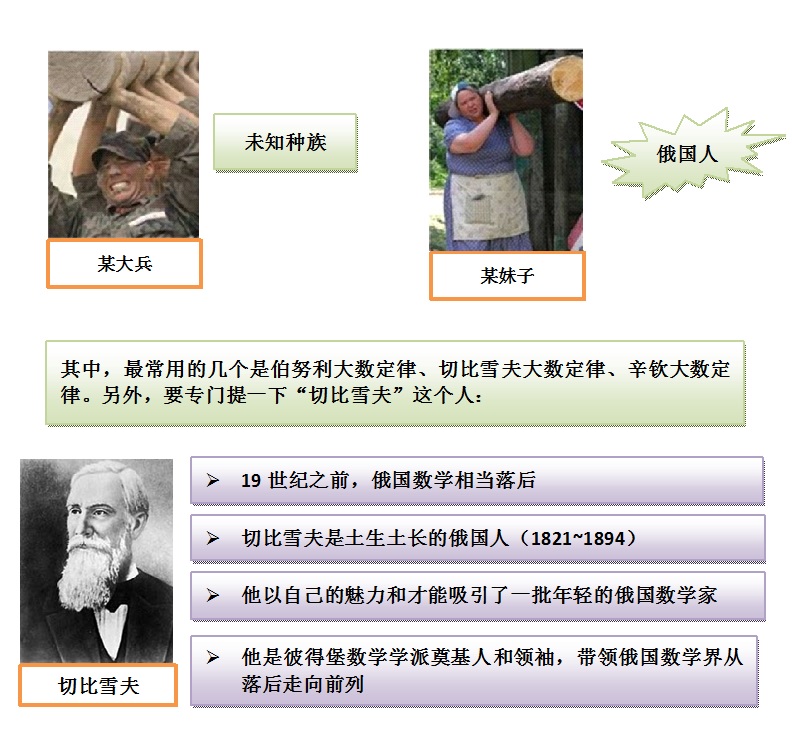 未知种族
俄国人
某大兵
某妹子
其中，最常用的几个是伯努利大数定律、切比雪夫大数定律、辛钦大数定
律。另外，要专门提一下“切比雪夫”这个人：
19 世纪之前，俄国数学相当落后
切比雪夫是土生土长的俄国人（1821~1894）
他以自己的魅力和才能吸引了一批年轻的俄国数学家
他是彼得堡数学学派奠基人和领袖，带领俄国数学界从
落后走向前列
切比雪夫